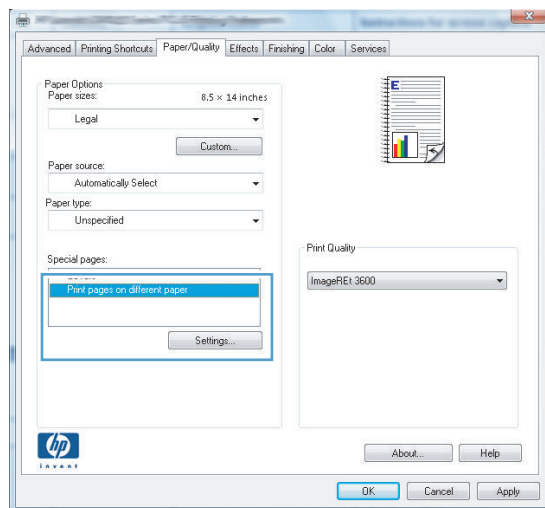 Advanced Printing Shortcuts Paper/Quality Effects Finishing Color Services
Paper Options
Paper sizes: 8.5 × 14 inches
Legal
Custom...
Paper source:
Automatically Select
Paper type:
Unspecified
Special pages:
Print pages on different paper
Settings...
E
Print Quality
ImageREt 3600
hp
invent
About... Help
OK Cancel Apply